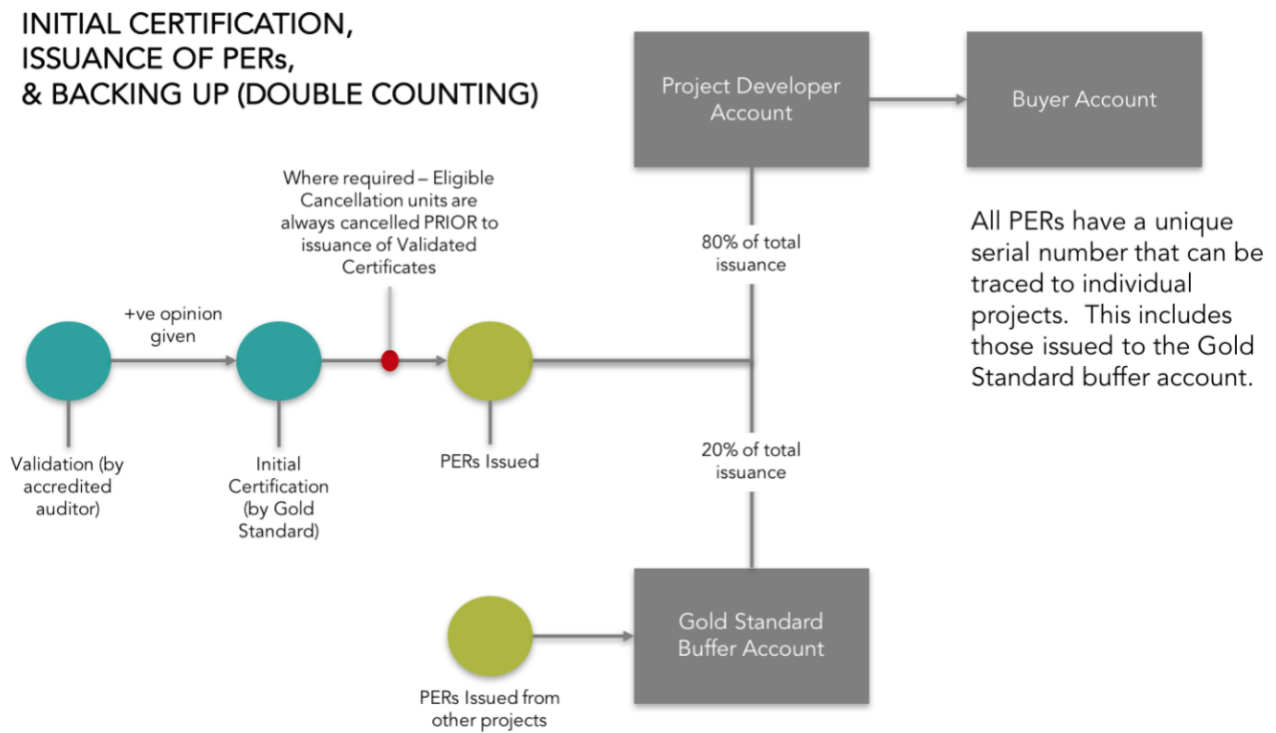 INITIAL CERTIFICATION,
ISSUANCE OF PERs,
& BACKING UP (DOUBLE COUNTING)
Project Developer
Account
Buyer Account
Where required – Eligible
Cancellation units are
always cancelled PRIOR to
issuance of Validated
Certificates
All PERs have a unique
serial number that can be
traced to individual
projects.  This includes
those issued to the Gold
Standard buffer account.
80% of total
issuance
+ve opinion
given
Validation (by
accredited
auditor)
Initial
Certification
(by Gold
Standard)
PERs Issued
20% of total
issuance
Gold Standard
Buffer Account
PERs Issued from
other projects